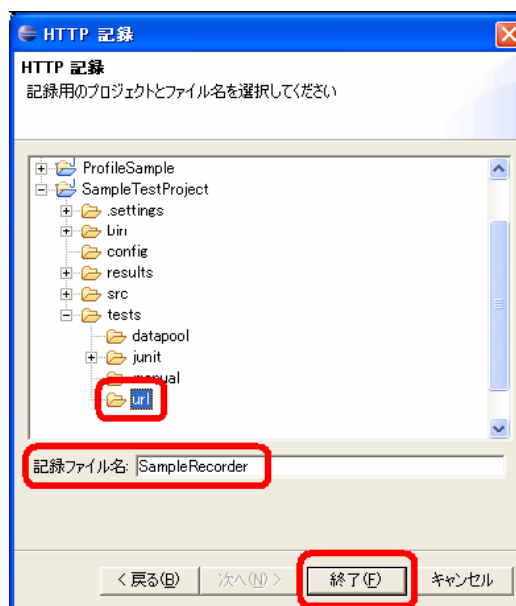 HTTP 記録
HTTP 記録
記録用のプロジェクトとファイル名を選択してください
ProfileSample
SampleTestProject
.settings
bin
config
results
src
tests
datapool
junit
manual
url
記録ファイル名: SampleRecorder
< 戻る(B) 次へ(N) > 終了(F) キャンセル